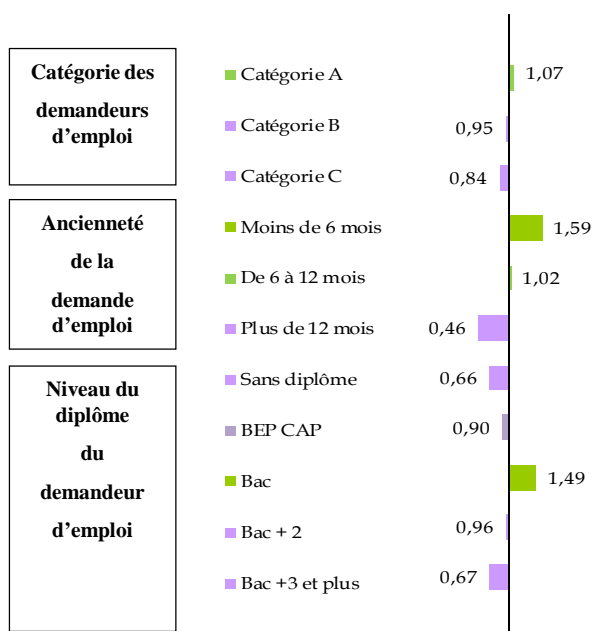 Catégorie des
demandeurs
d'emploi
Catégorie A 1,07
Catégorie B 0,95
Catégorie C 0,84
Ancienneté
de la
demande
d'emploi
Moins de 6 mois 1,59
De 6 à 12 mois 1,02
Plus de 12 mois 0,46
Niveau du
diplôme
du
demandeur
d'emploi
Sans diplôme 0,66
BEP CAP 0,90
Bac 1,49
Bac + 2 0,96
Bac +3 et plus 0,67